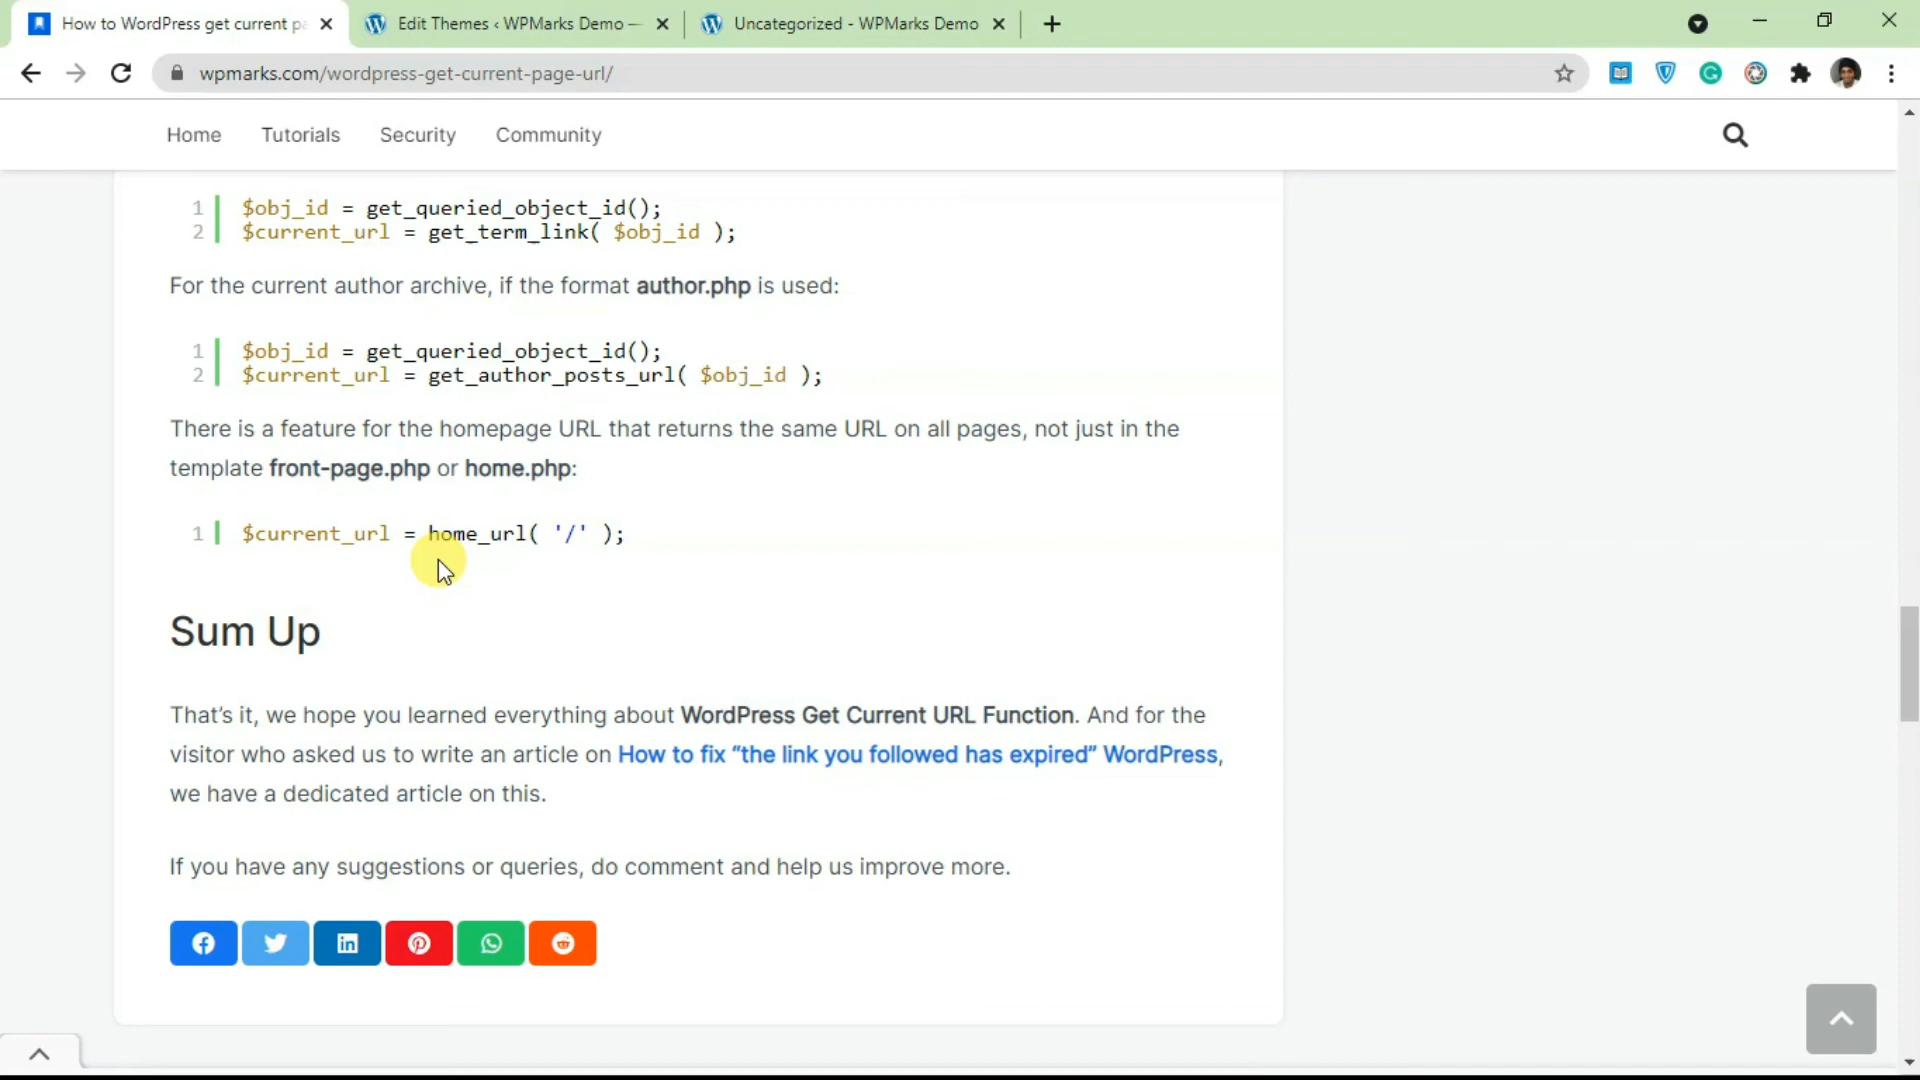 How to WordPress get current pa
Edit Themes ‹ WPMarks Demo —
Uncategorized - WPMarks Demo
wpmarks.com/wordpress-get-current-page-url/
Home Tutorials Security Community
1 $obj_id = get_queried_object_id();
2 $current_url = get_term_link( $obj_id );
For the current author archive, if the format author.php is used:
1 $obj_id = get_queried_object_id();
2 $current_url = get_author_posts_url( $obj_id );
There is a feature for the homepage URL that returns the same URL on all pages, not just in the
template front-page.php or home.php:
1 $current_url = home_url( '/' );
Sum Up
That’s it, we hope you learned everything about WordPress Get Current URL Function. And for the
visitor who asked us to write an article on How to fix “the link you followed has expired” WordPress,
we have a dedicated article on this.
If you have any suggestions or queries, do comment and help us improve more.